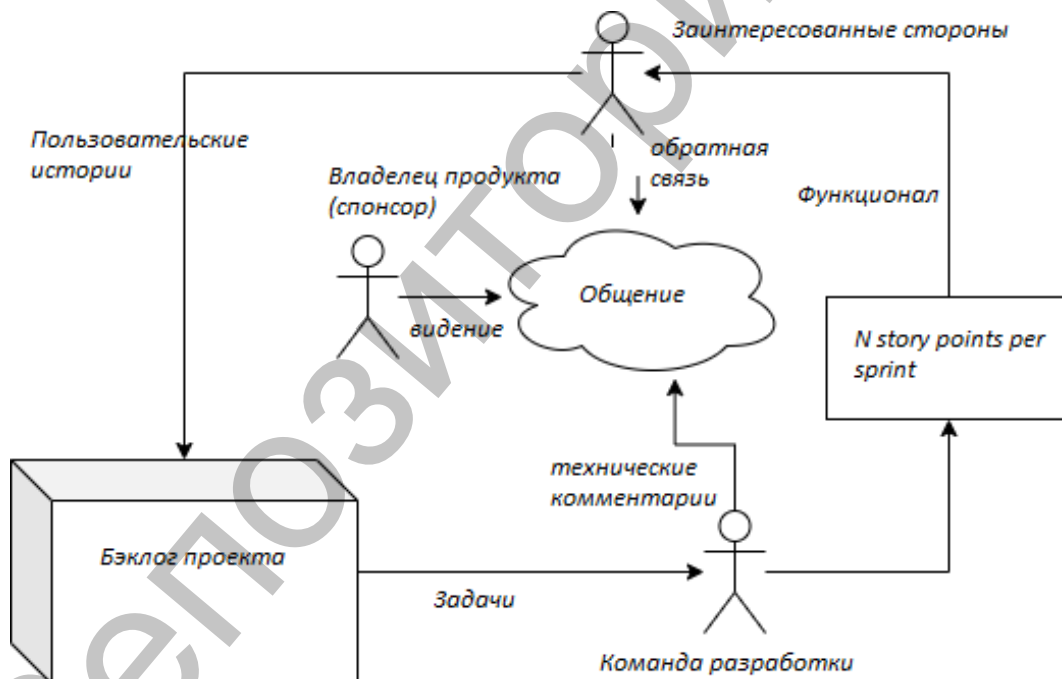 Заинтересованные стороны
Пользовательские
истории
обратная
связь
Владелец продукта
(спонсор)
Функционал
Общение
видение
N story points per
sprint
технические
комментарии
Бэклог проекта
Задачи
Команда разработки